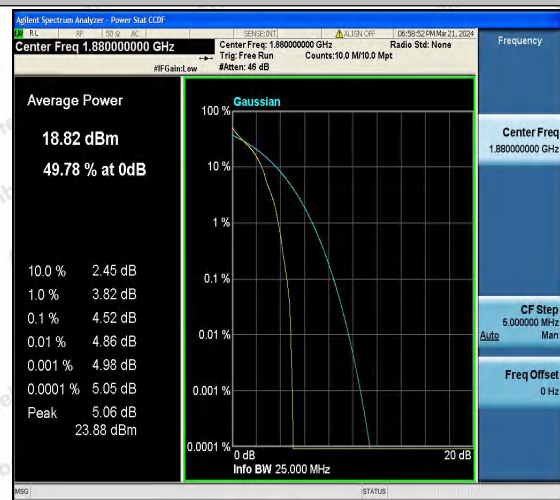 Agilent Spectrum Analyzer - Power Stat CCDF
RL RF 50 Ω AC SENSE:INT ALIGN OFF 06:58:52 PM Mar 21, 2024
Center Freq 1.880000000 GHz
Center Freq: 1.880000000 GHz Radio Std: None
Trig: Free Run Counts:10.0 M/10.0 Mpt
#IFGain:Low #Atten: 46 dB
Frequency
Average Power
18.82 dBm
49.78 % at 0dB
10.0 % 2.45 dB
1.0 % 3.82 dB
0.1 % 4.52 dB
0.01 % 4.86 dB
0.001 % 4.98 dB
0.0001 % 5.05 dB
Peak 5.06 dB
23.88 dBm
Gaussian
100 %
10 %
1 %
0.1 %
0.01 %
0.001 %
0.0001 %
0 dB 20 dB
Info BW 25.000 MHz
Center Freq
1.880000000 GHz
CF Step
5.000000 MHz
Auto Man
Freq Offset
0 Hz
MSG STATUS